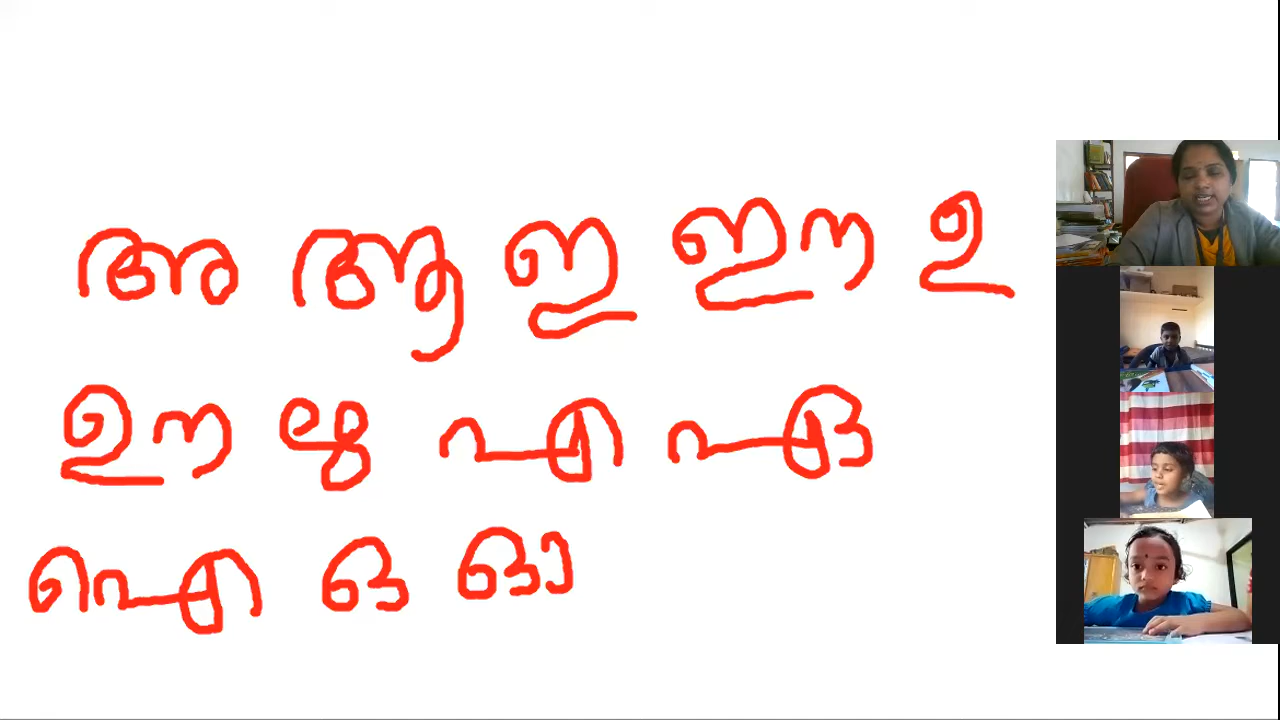 അ ആ ഇ ഈ ഉ
ഊ ഋ എ ഏ
ഐ ഒ ഓ